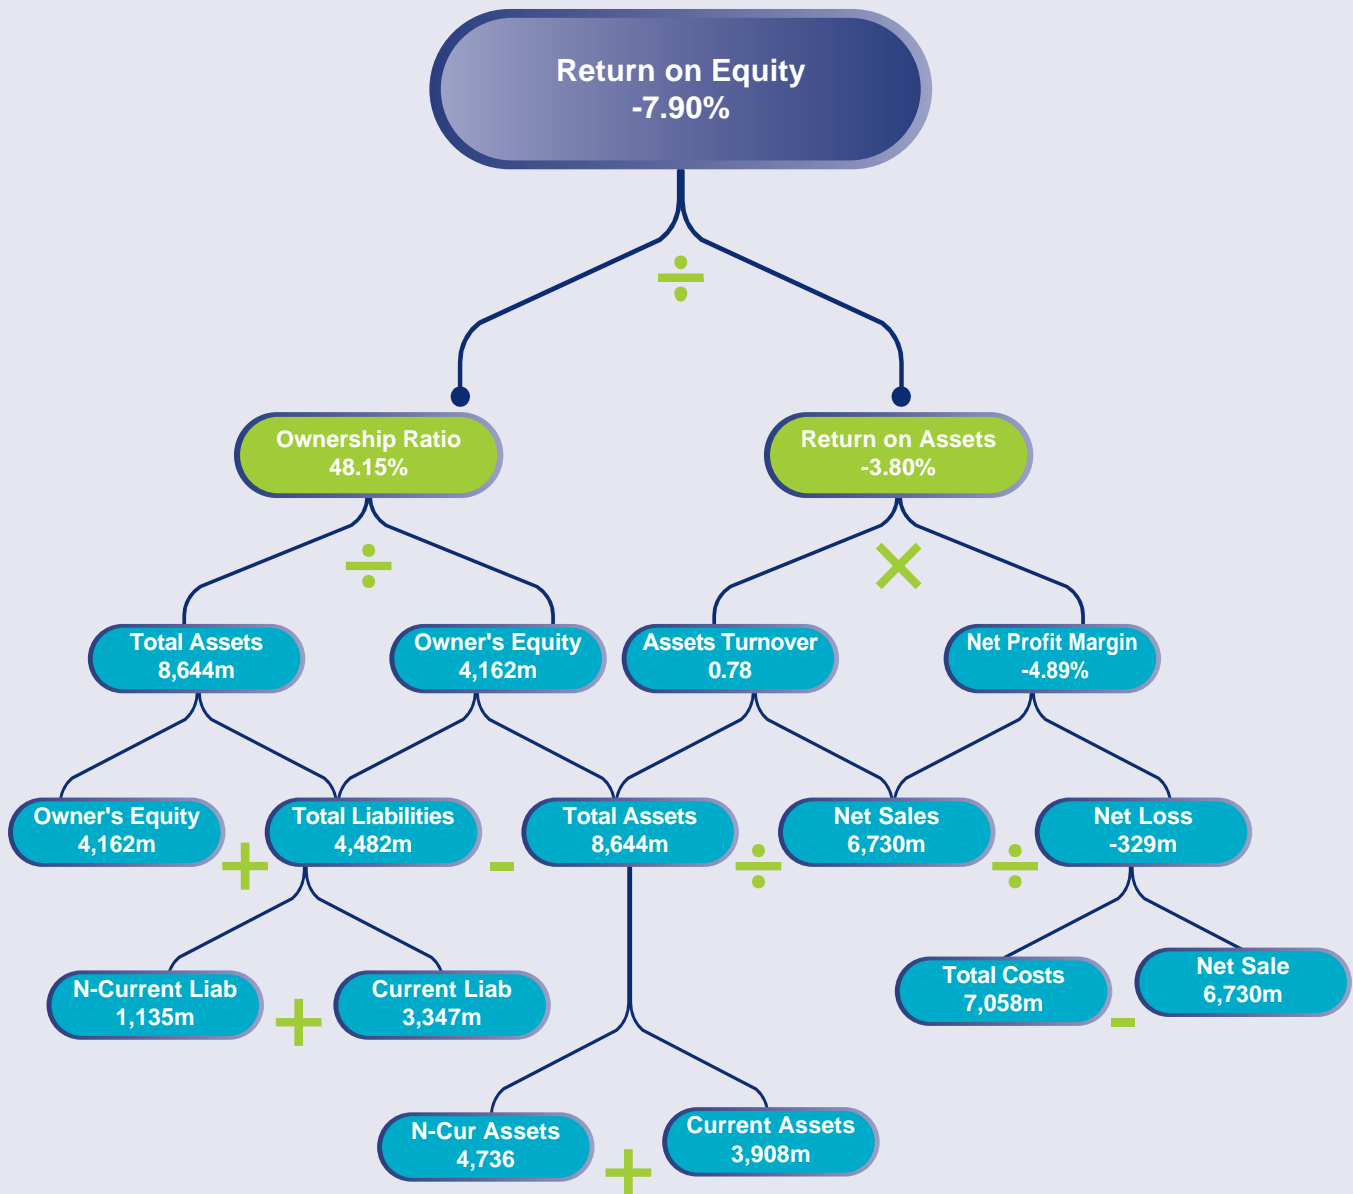 Return on Equity
-7.90%
÷
Ownership Ratio
48.15%
Return on Assets
-3.80%
÷
×
Total Assets
8,644m
Owner's Equity
4,162m
Assets Turnover
0.78
Net Profit Margin
-4.89%
Owner's Equity
4,162m
+
Total Liabilities
4,482m
-
Total Assets
8,644m
÷
Net Sales
6,730m
÷
Net Loss
-329m
N-Current Liab
1,135m
+
Current Liab
3,347m
Total Costs
7,058m
-
Net Sale
6,730m
N-Cur Assets
4,736
+
Current Assets
3,908m